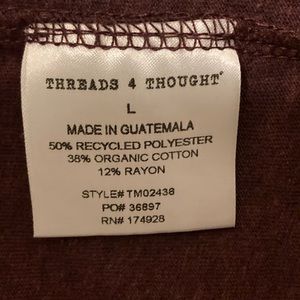 THREADS 4 THOUGHT
L
MADE IN GUATEMALA
50% RECYCLED POLYESTER
38% ORGANIC COTTON
12% RAYON
STYLE# TM02438
PO# 36897
RN# 174928